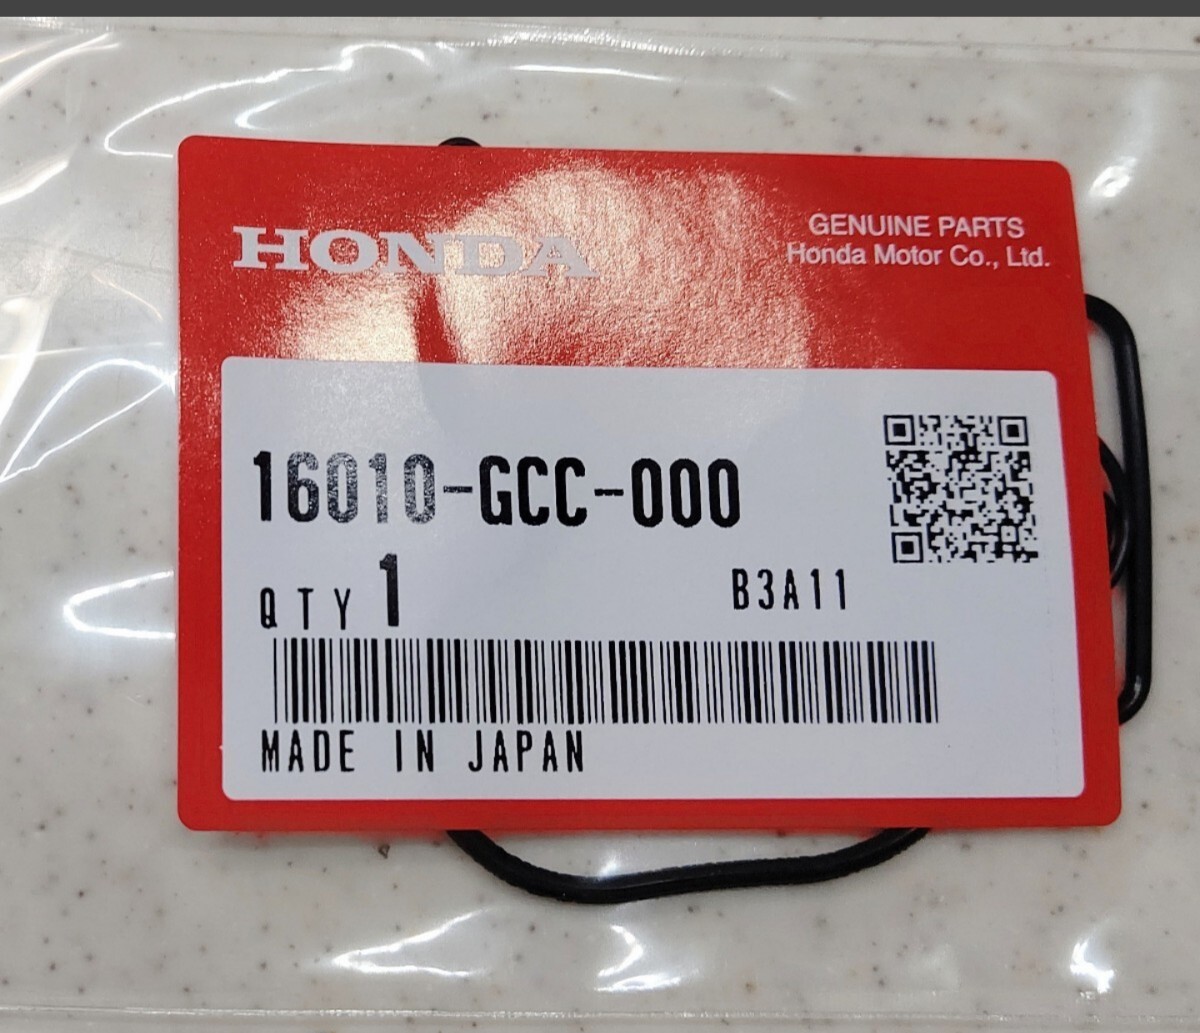 HONDA
GENUINE PARTS
Honda Motor Co., Ltd.
16010-GCC-000
QTY 1
B3A11
MADE IN JAPAN